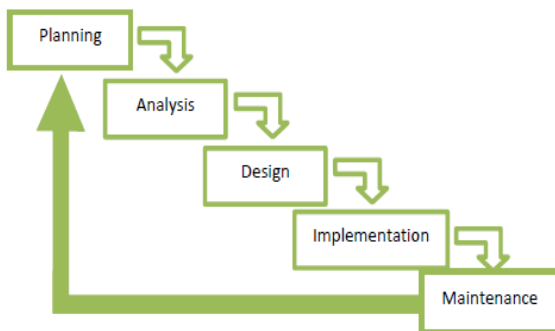 Planning
Analysis
Design
Implementation
Maintenance